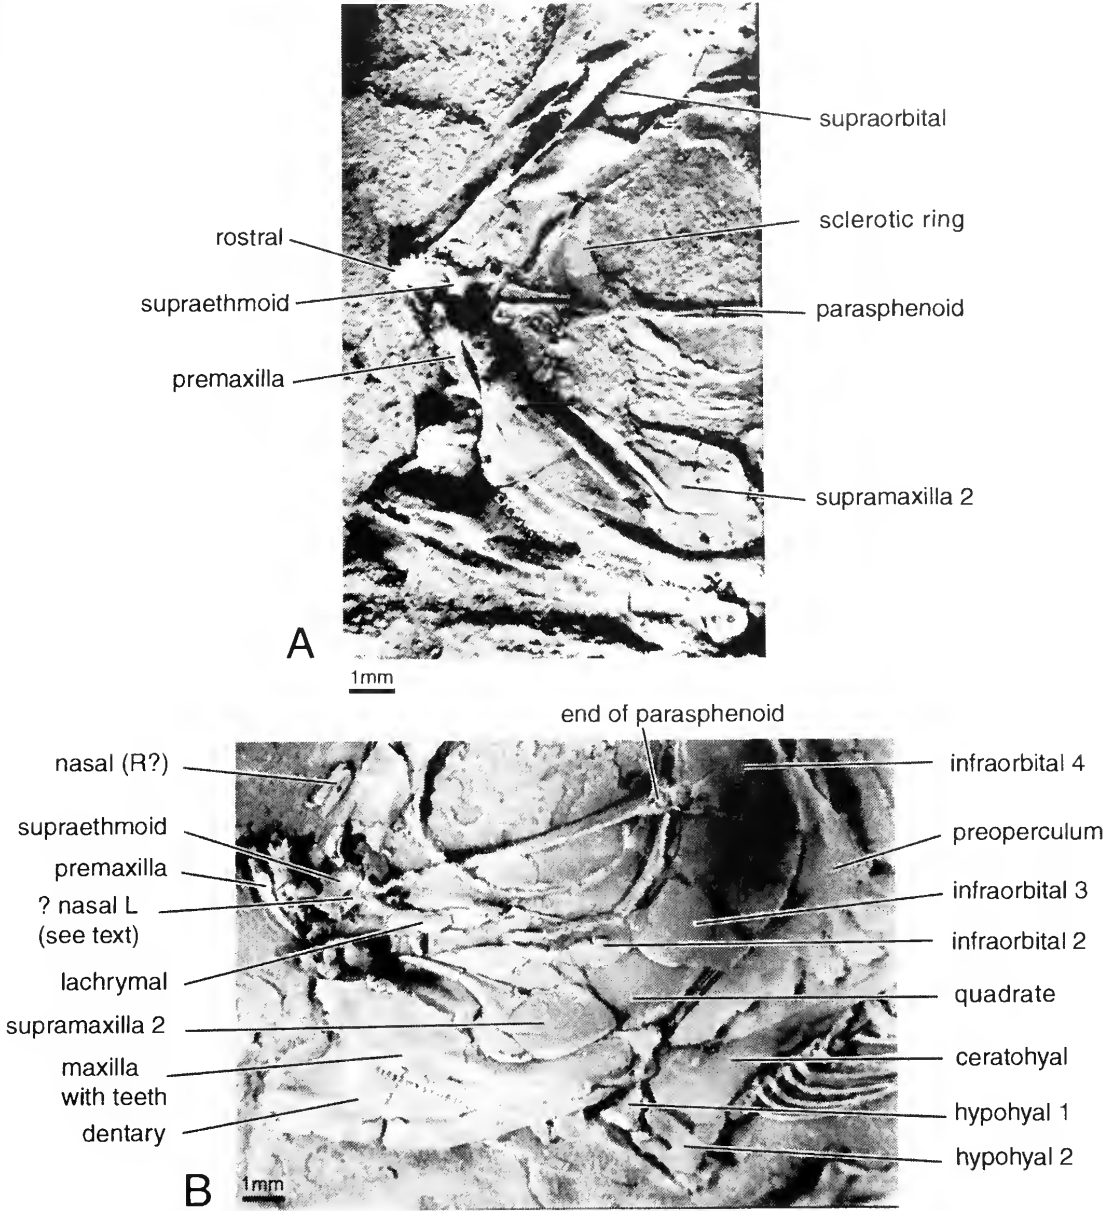 supraorbital
rostral
sclerotic ring
supraethmoid
parasphenoid
premaxilla
supramaxilla 2
A
1mm
end of parasphenoid
nasal (R?)
infraorbital 4
supraethmoid
preoperculum
premaxilla
infraorbital 3
? nasal L
(see text)
infraorbital 2
lachrymal
quadrate
supramaxilla 2
ceratohyal
maxilla
with teeth
hypohyal 1
dentary
hypohyal 2
B
1mm